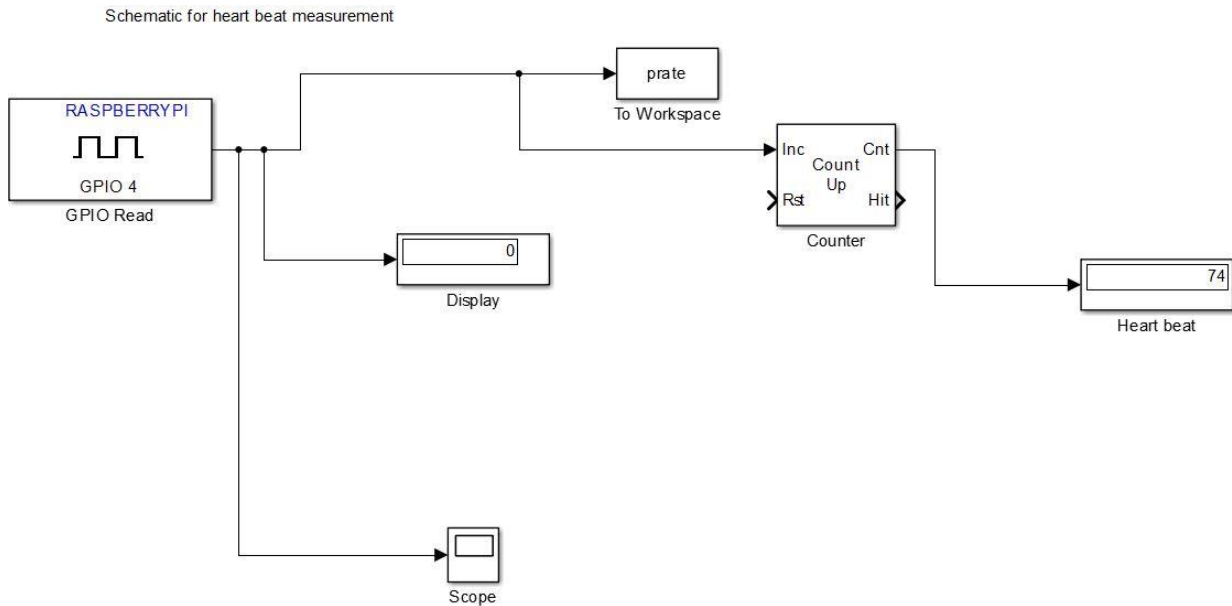 Schematic for heart beat measurement
RASPBERRYPI
GPIO 4
GPIO Read
prate
To Workspace
Inc
Cnt
Count
Up
Rst
Hit
Counter
0
Display
74
Heart beat
Scope